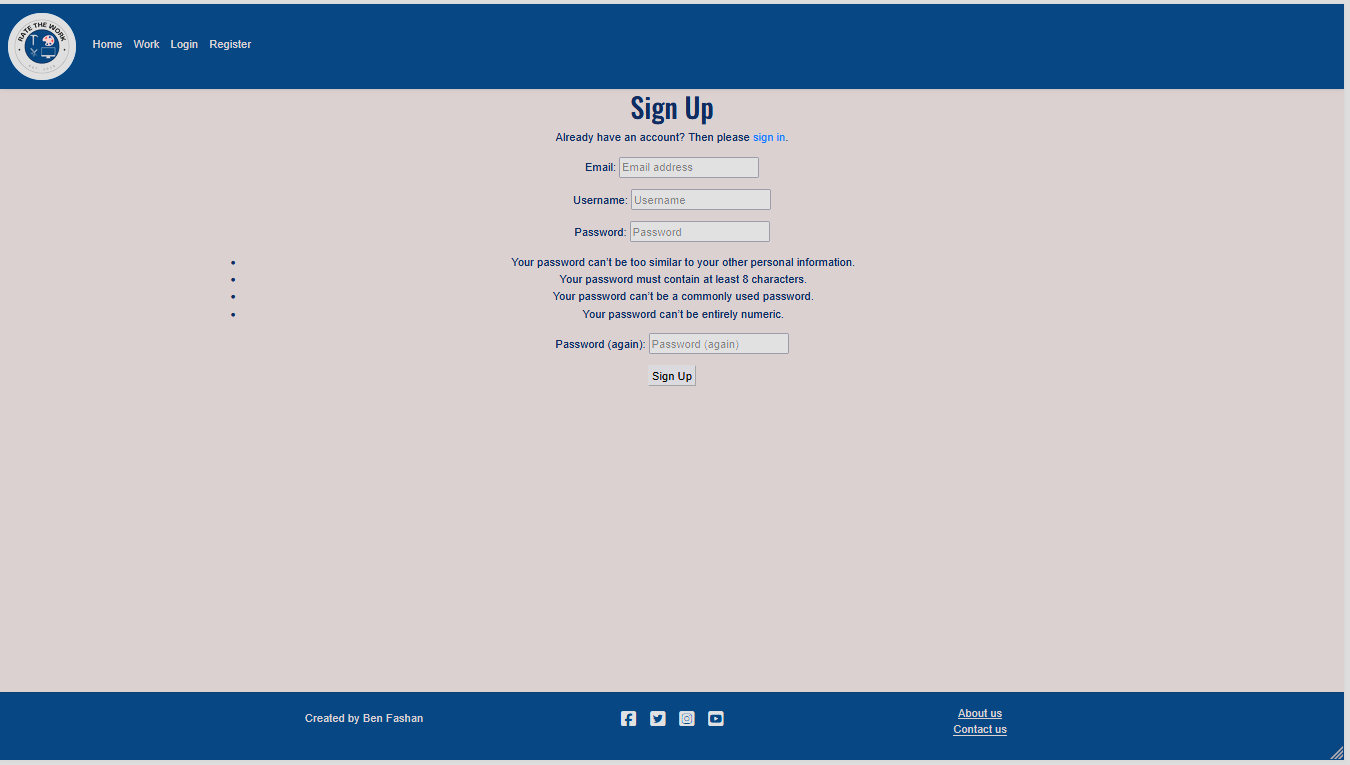 RATE THE WORK
Home Work Login Register
Sign Up
Already have an account? Then please sign in.
Email: Email address
Username: Username
Password: Password
• Your password can't be too similar to your other personal information.
• Your password must contain at least 8 characters.
• Your password can't be a commonly used password.
• Your password can't be entirely numeric.
Password (again): Password (again)
Sign Up
Created by Ben Fashan
About us
Contact us